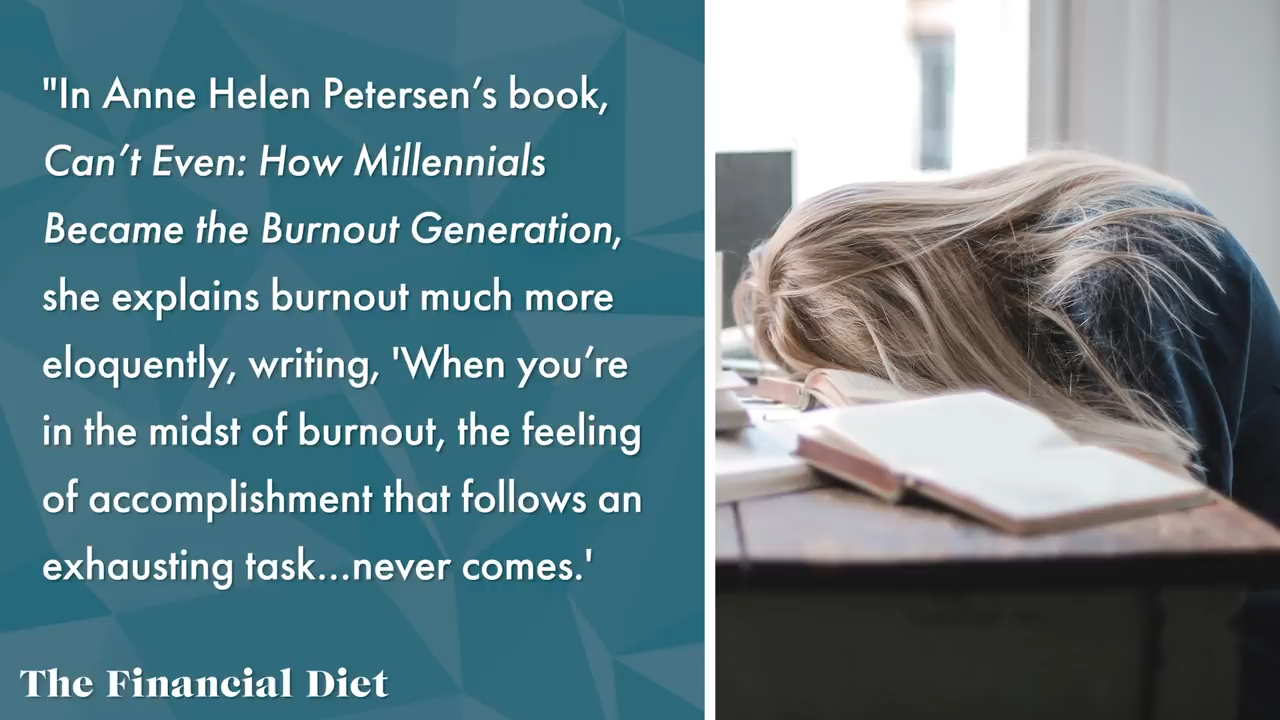 "In Anne Helen Petersen’s book,
Can’t Even: How Millennials
Became the Burnout Generation,
she explains burnout much more
eloquently, writing, 'When you’re
in the midst of burnout, the feeling
of accomplishment that follows an
exhausting task...never comes.'
The Financial Diet